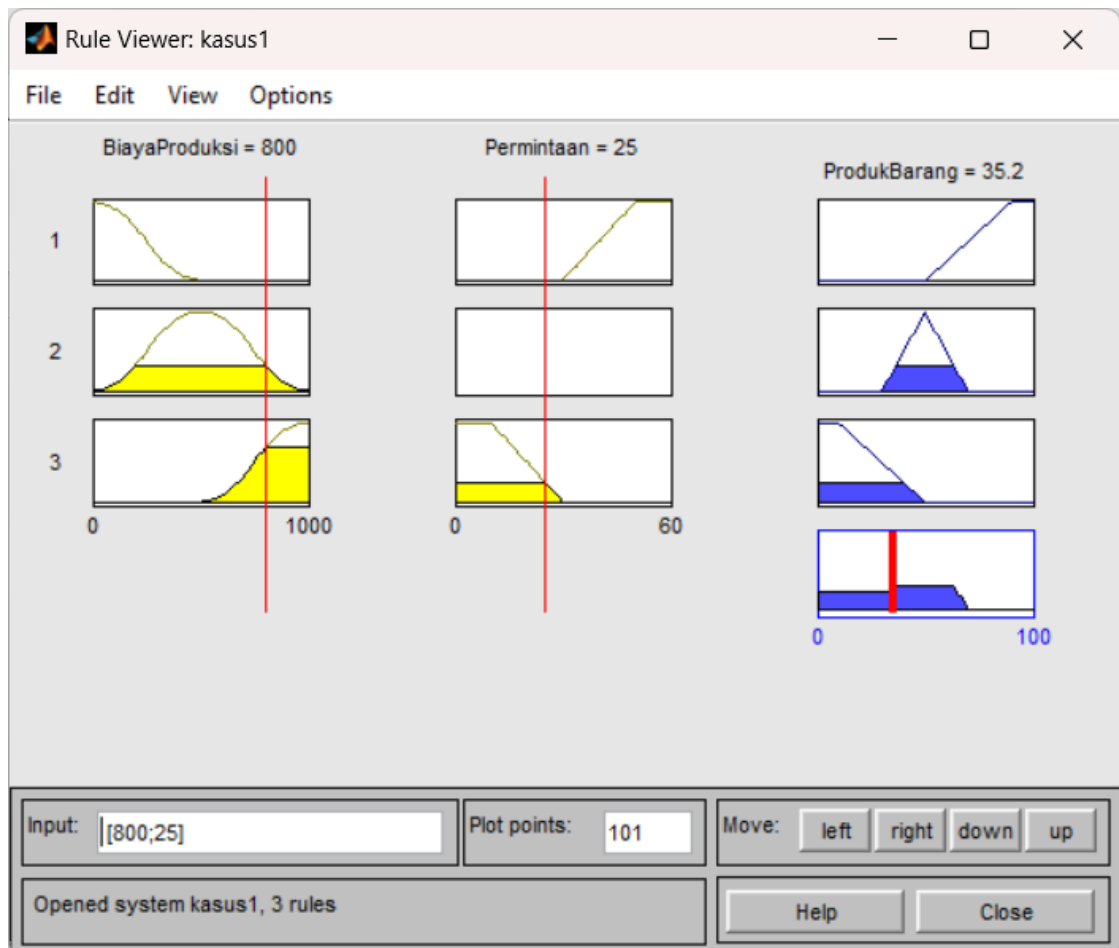 Rule Viewer: kasus1
File Edit View Options
BiayaProduksi = 800
Permintaan = 25
ProdukBarang = 35.2
1
2
3
0 1000
0 60
0 100
Input: [800;25]
Plot points: 101
Move: left right down up
Opened system kasus1, 3 rules
Help Close